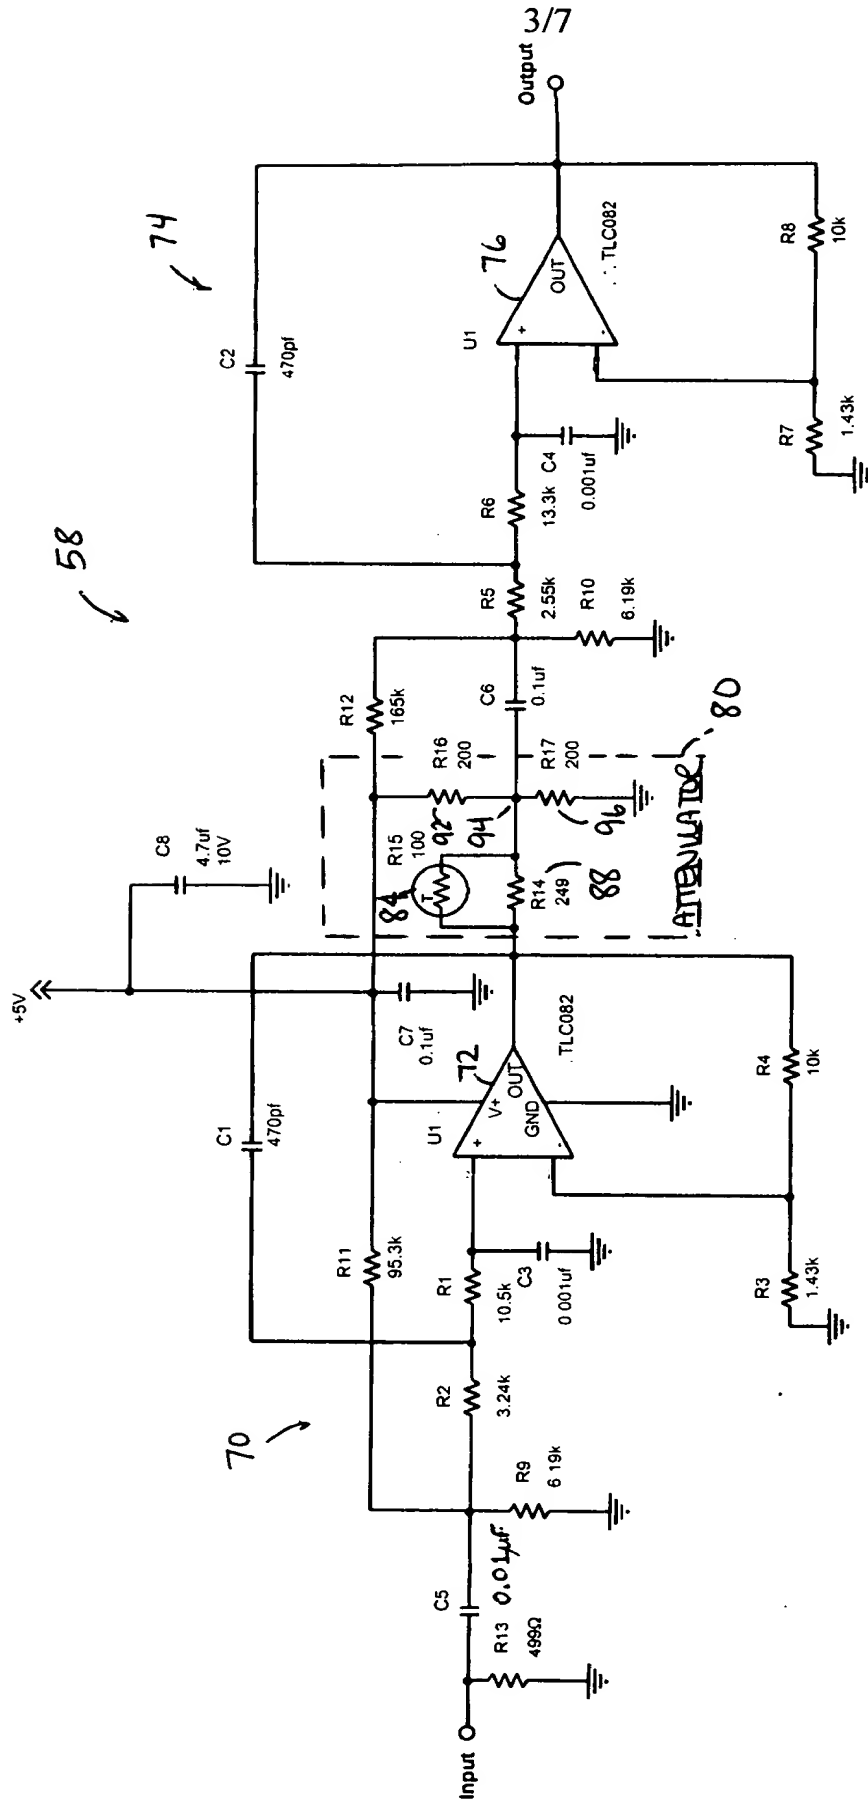 3/7
Output
74
C2
470pf
76
U1
+
-
OUT
TLC082
R8
10k
R7
1.43k
58
R6
13.3k
C4
0.001uf
R5
2.55k
R10
6.19k
R12
165k
C6
0.1uf
80
R16
200
R17
200
92
94
96
R15
100
84
T
R14
249
88
ATTENUATOR
C8
4.7uf
10V
+5V
C7
0.1uf
72
U1
V+
OUT
GND
+
-
TLC082
C1
470pf
R4
10k
R3
1.43k
R11
95.3k
R1
10.5k
C3
0 001uf
R2
3.24k
70
R9
6 19k
C5
0.01µF
R13
499Ω
Input